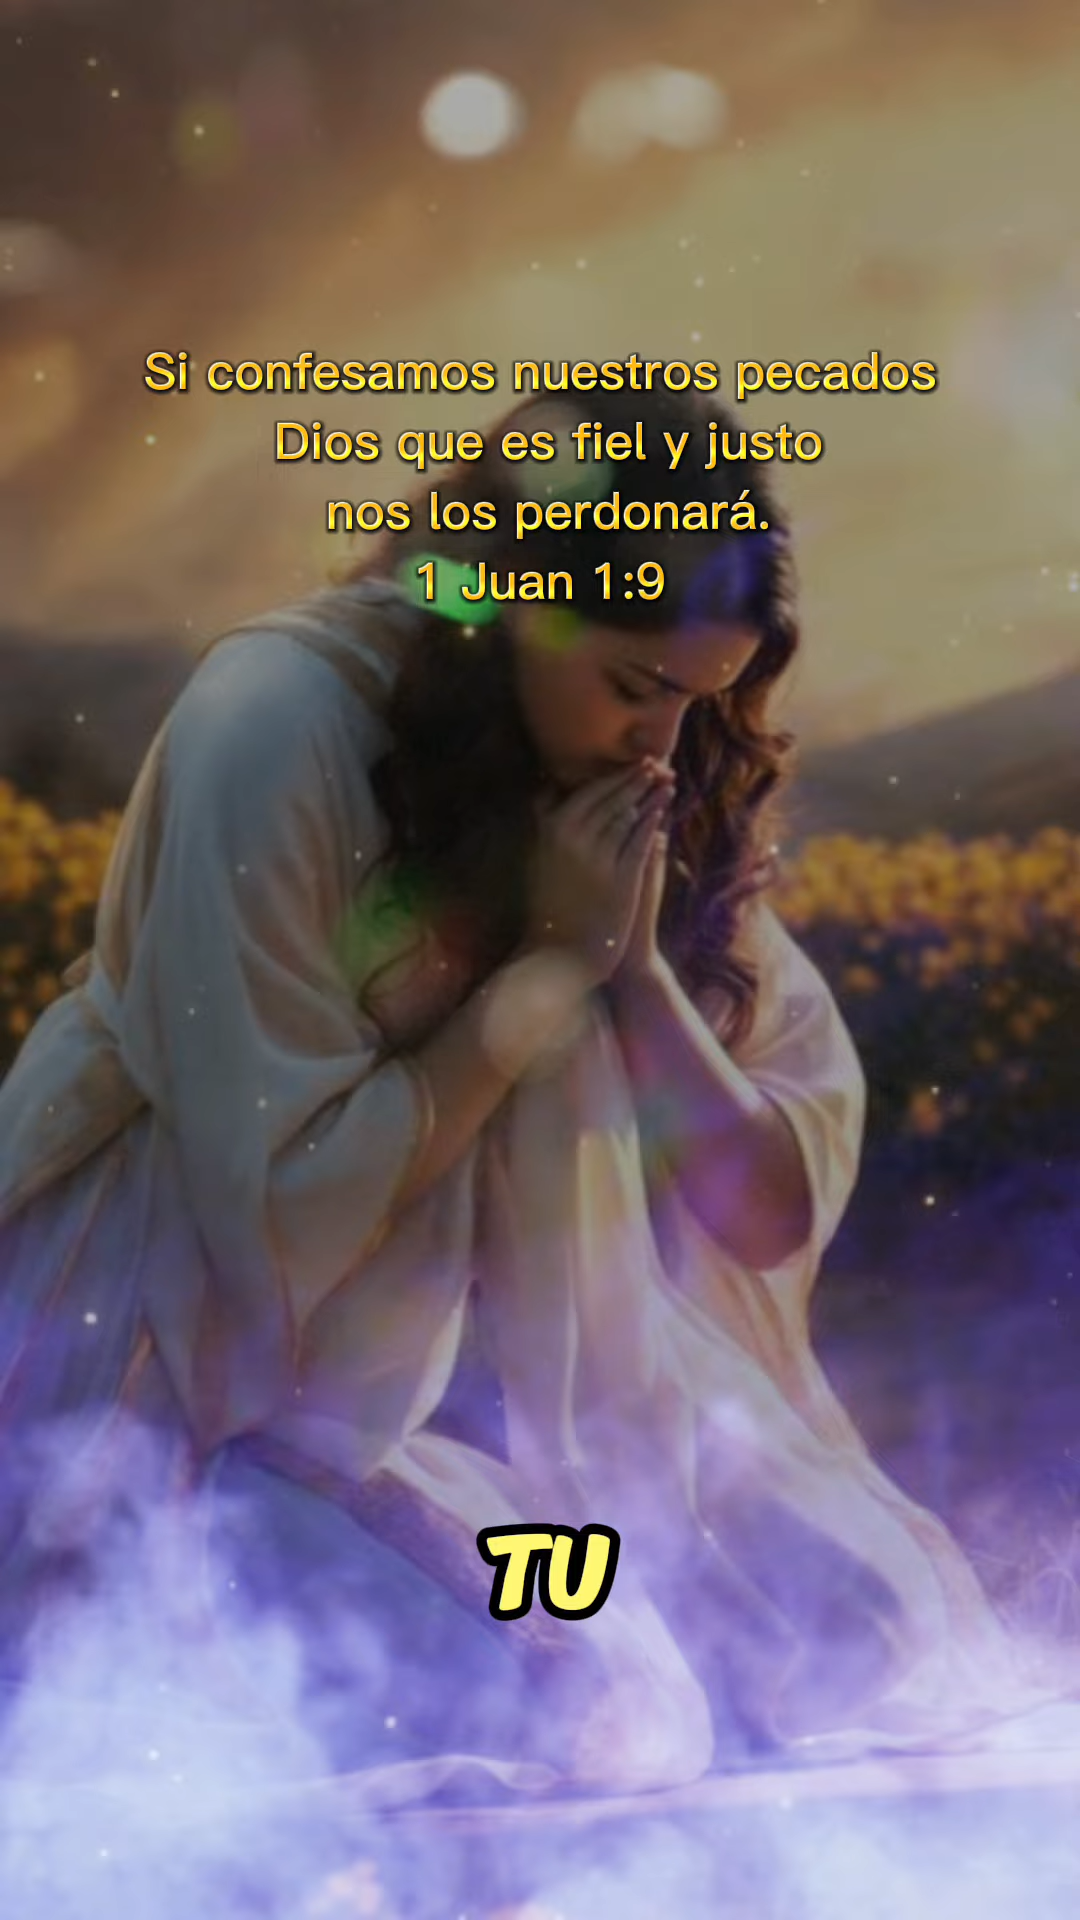 Si confesamos nuestros pecados
Dios que es fiel y justo
nos los perdonará.
1 Juan 1:9
TU